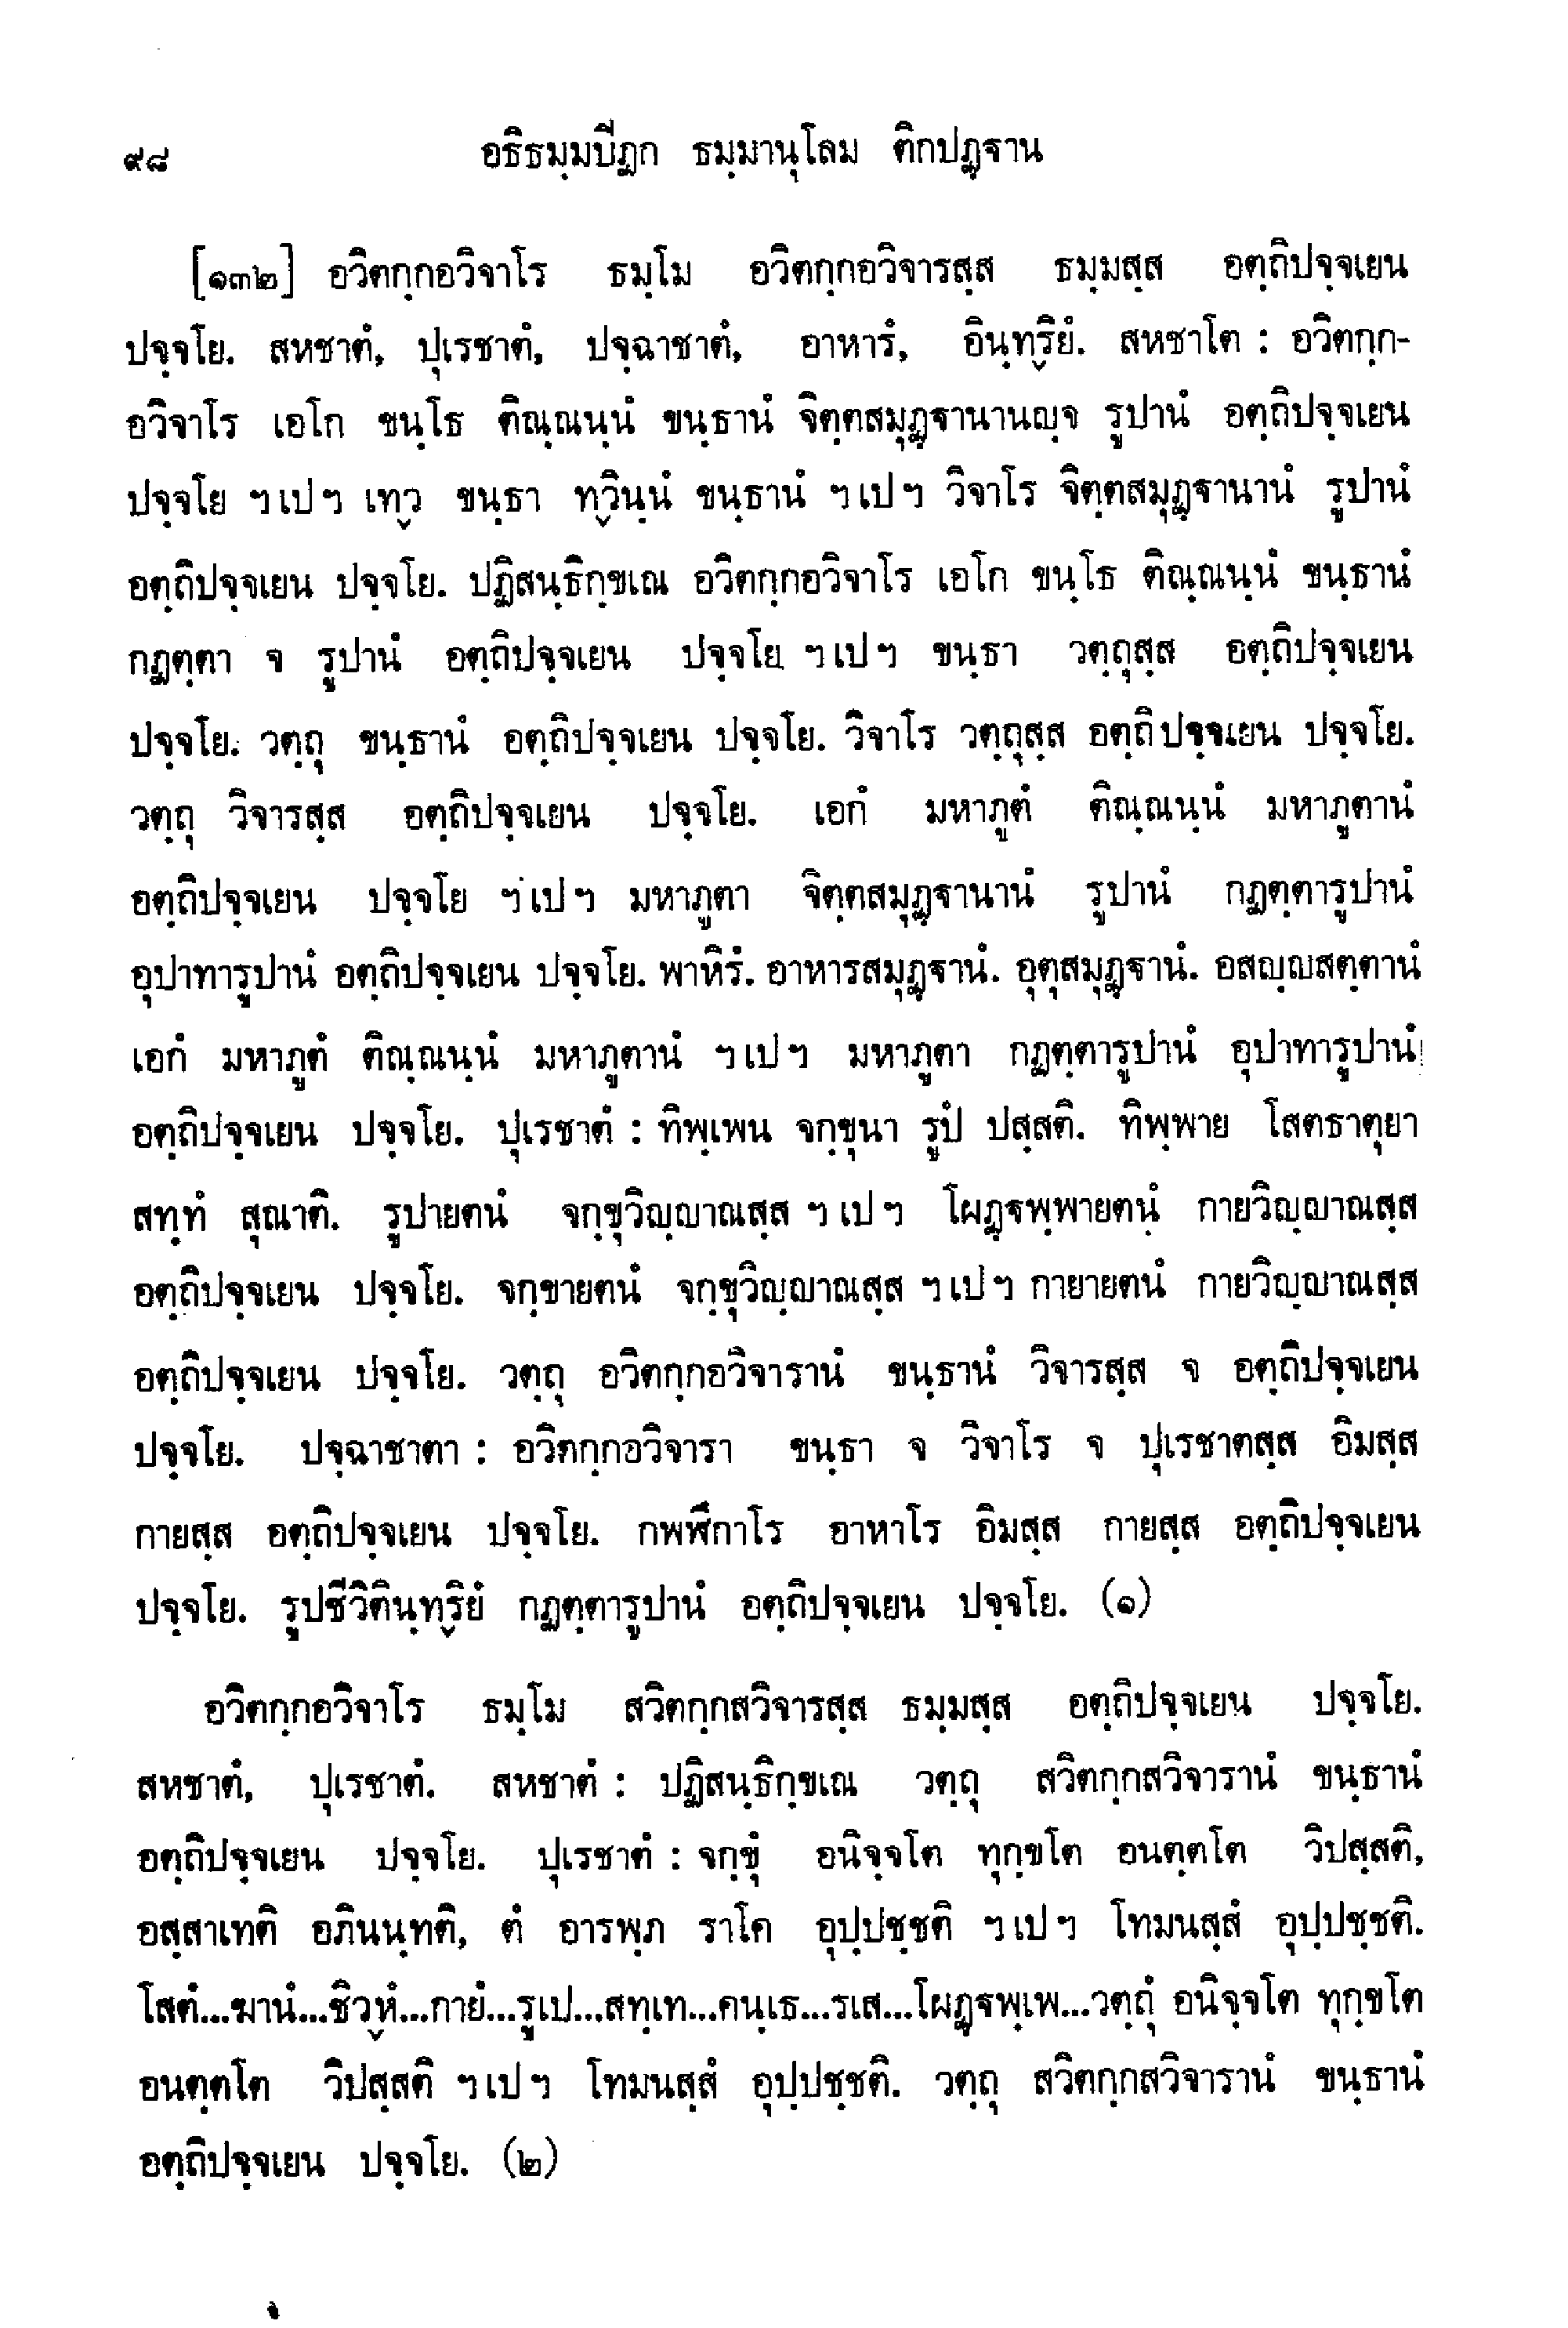 ๙๘ อธิธมฺมปีฏก ธมฺมานุโลม ติกปฏฺฐาน
[๑๓๒] อวิตกฺกอวิจาโร ธมฺโม อวิตกฺกอวิจารสฺส ธมฺมสฺส อตฺถิปจฺจเยน
ปจฺจโย. สหชาตํ, ปุเรชาตํ, ปจฺฉาชาตํ, อาหารํ, อินฺทฺริยํ. สหชาโต : อวิตกฺก-
อวิจาโร เอโก ขนฺโธ ติณฺณนฺนํ ขนฺธานํ จิตฺตสมุฏฺฐานานญฺจ รูปานํ อตฺถิปจฺจเยน
ปจฺจโย ฯเปฯ เทฺว ขนฺธา ทฺวินฺนํ ขนฺธานํ ฯเปฯ วิจาโร จิตฺตสมุฏฺฐานานํ รูปานํ
อตฺถิปจฺจเยน ปจฺจโย. ปฏิสนฺธิกฺขเณ อวิตกฺกอวิจาโร เอโก ขนฺโธ ติณฺณนฺนํ ขนฺธานํ
กฏตฺตา จ รูปานํ อตฺถิปจฺจเยน ปจฺจโย ฯเปฯ ขนฺธา วตฺถุสฺส อตฺถิปจฺจเยน
ปจฺจโย. วตฺถุ ขนฺธานํ อตฺถิปจฺจเยน ปจฺจโย. วิจาโร วตฺถุสฺส อตฺถิปจฺจเยน ปจฺจโย.
วตฺถุ วิจารสฺส อตฺถิปจฺจเยน ปจฺจโย. เอกํ มหาภูตํ ติณฺณนฺนํ มหาภูตานํ
อตฺถิปจฺจเยน ปจฺจโย ฯเปฯ มหาภูตา จิตฺตสมุฏฺฐานานํ รูปานํ กฏตฺตารูปานํ
อุปาทารูปานํ อตฺถิปจฺจเยน ปจฺจโย. พาหิรํ. อาหารสมุฏฺฐานํ. อุตุสมุฏฺฐานํ. อสญฺญสตฺตานํ
เอกํ มหาภูตํ ติณฺณนฺนํ มหาภูตานํ ฯเปฯ มหาภูตา กฏตฺตารูปานํ อุปาทารูปานํ
อตฺถิปจฺจเยน ปจฺจโย. ปุเรชาตํ : ทิพฺเพน จกฺขุนา รูปํ ปสฺสติ. ทิพฺพาย โสตธาตุยา
สทฺทํ สุณาติ. รูปายตนํ จกฺขุวิญฺญาณสฺส ฯเปฯ โผฏฺฐพฺพายตนํ กายวิญฺญาณสฺส
อตฺถิปจฺจเยน ปจฺจโย. จกฺขายตนํ จกฺขุวิญฺญาณสฺส ฯเปฯ กายายตนํ กายวิญฺญาณสฺส
อตฺถิปจฺจเยน ปจฺจโย. วตฺถุ อวิตกฺกอวิจารานํ ขนฺธานํ วิจารสฺส จ อตฺถิปจฺจเยน
ปจฺจโย. ปจฺฉาชาตา : อวิตกฺกอวิจารา ขนฺธา จ วิจาโร จ ปุเรชาตสฺส อิมสฺส
กายสฺส อตฺถิปจฺจเยน ปจฺจโย. กพฬีกาโร อาหาโร อิมสฺส กายสฺส อตฺถิปจฺจเยน
ปจฺจโย. รูปชีวิตินฺทฺริยํ กฏตฺตารูปานํ อตฺถิปจฺจเยน ปจฺจโย. (๑)
อวิตกฺกอวิจาโร ธมฺโม สวิตกฺกสวิจารสฺส ธมฺมสฺส อตฺถิปจฺจเยน ปจฺจโย.
สหชาตํ, ปุเรชาตํ. สหชาตํ : ปฏิสนฺธิกฺขเณ วตฺถุ สวิตกฺกสวิจารานํ ขนฺธานํ
อตฺถิปจฺจเยน ปจฺจโย. ปุเรชาตํ : จกฺขุํ อนิจฺจโต ทุกฺขโต อนตฺตโต วิปสฺสติ,
อสฺสาเทติ อภินนฺทติ, ตํ อารพฺภ ราโค อุปฺปชฺชติ ฯเปฯ โทมนสฺสํ อุปฺปชฺชติ.
โสตํ...ฆานํ...ชิวฺหํ...กายํ...รูเป...สทฺเท...คนฺเธ...รเส...โผฏฺฐพฺเพ...วตฺถุํ อนิจฺจโต ทุกฺขโต
อนตฺตโต วิปสฺสติ ฯเปฯ โทมนสฺสํ อุปฺปชฺชติ. วตฺถุ สวิตกฺกสวิจารานํ ขนฺธานํ
อตฺถิปจฺจเยน ปจฺจโย. (๒)